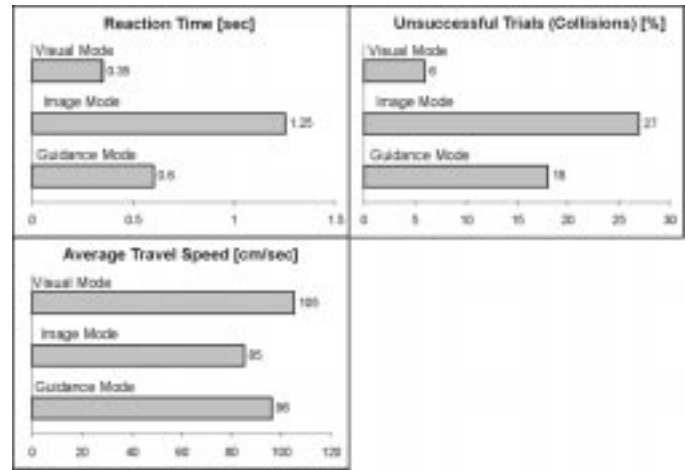 Reaction Time [sec]
Visual Mode
0.35
Image Mode
1.25
Guidance Mode
0.6
0 0.5 1 1.5
Unsuccessful Trials (Collisions) [%]
Visual Mode
6
Image Mode
27
Guidance Mode
18
0 5 10 15 20 25 30
Average Travel Speed [cm/sec]
Visual Mode
105
Image Mode
85
Guidance Mode
96
0 20 40 60 80 100 120